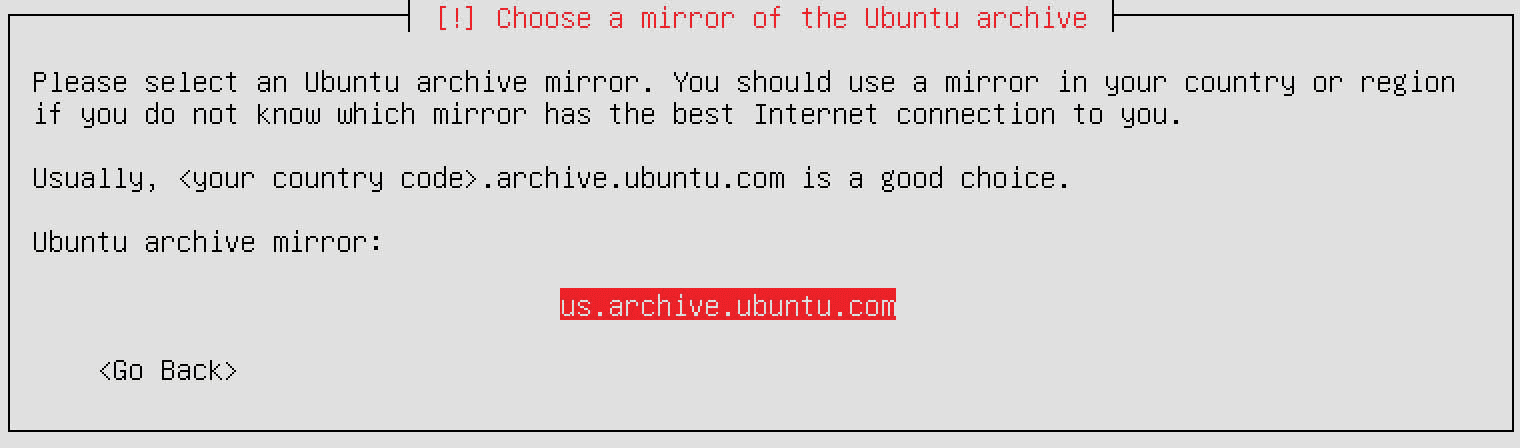 [!] Choose a mirror of the Ubuntu archive
Please select an Ubuntu archive mirror. You should use a mirror in your country or region
if you do not know which mirror has the best Internet connection to you.
Usually, <your country code>.archive.ubuntu.com is a good choice.
Ubuntu archive mirror:
us.archive.ubuntu.com
<Go Back>